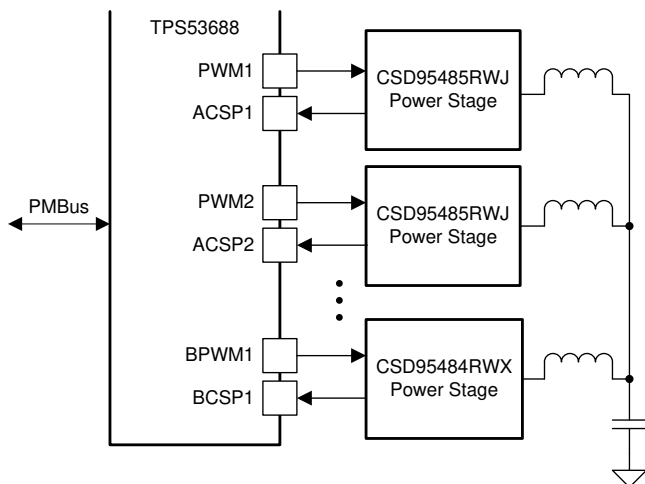 TPS53688
PWM1
ACSP1
CSD95485RWJ
Power Stage
PMBus
PWM2
ACSP2
CSD95485RWJ
Power Stage
BPWM1
BCSP1
CSD95484RWX
Power Stage